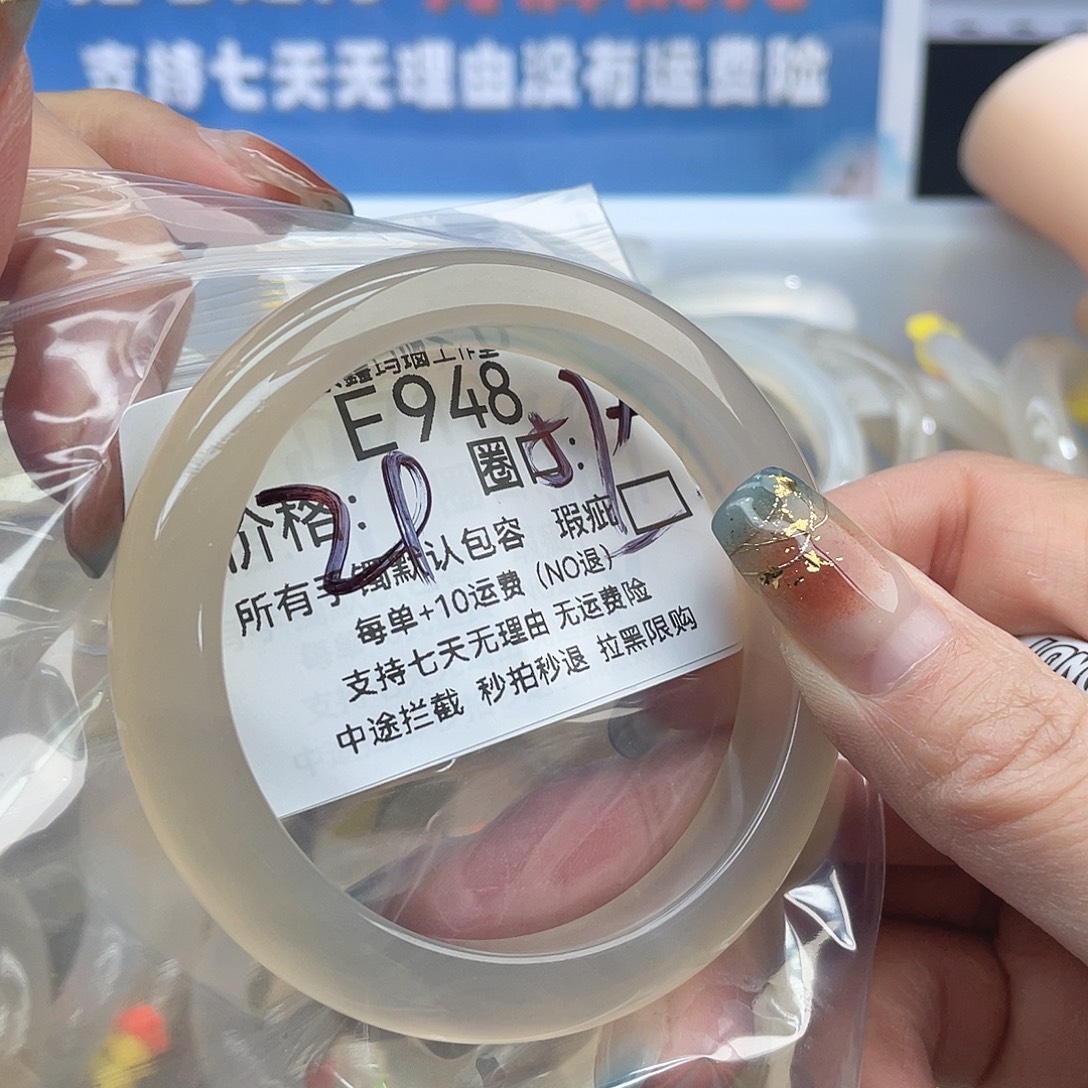 支持七天无理由没有运费险
E948
圈口:
价格:
所有手镯默认包容 瑕疵
每单+10运费(NO退)
支持七天无理由 无运费险
中途拦截 秒拍秒退 拉黑限购